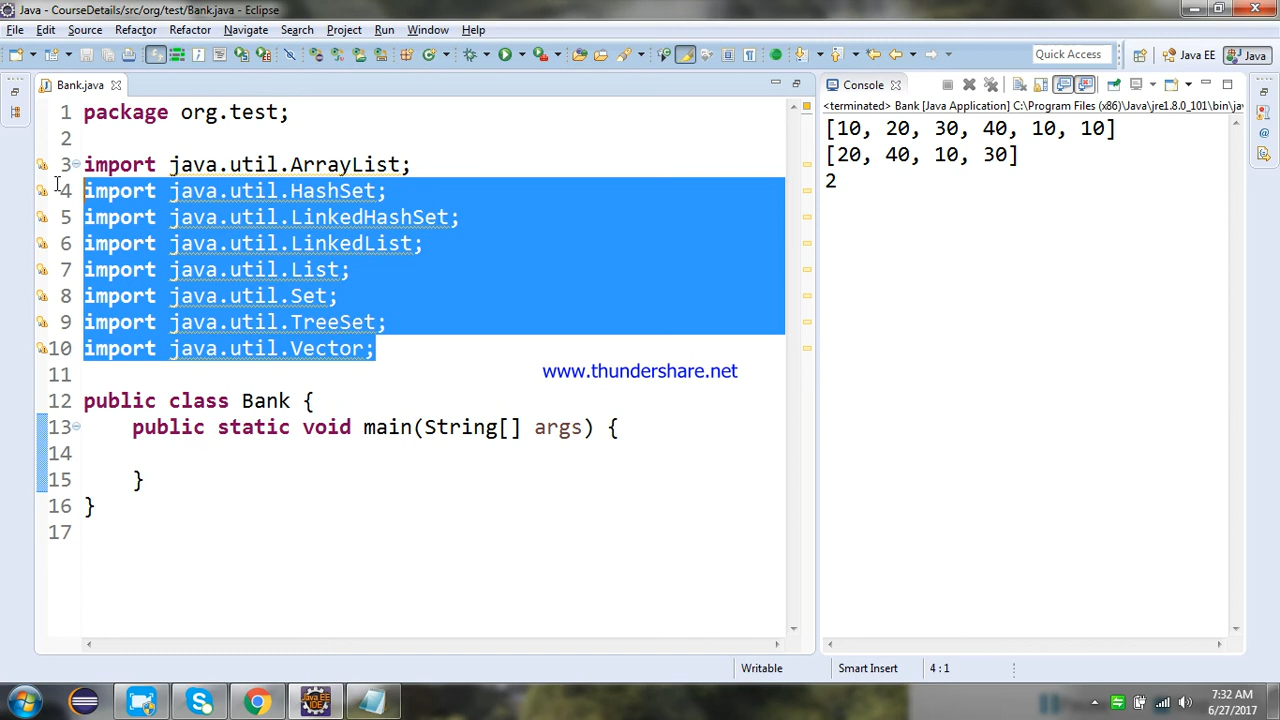 Java - CourseDetails/src/org/test/Bank.java - Eclipse
File Edit Source Refactor Refactor Navigate Search Project Run Window Help
Quick Access Java EE Java
Bank.java
1 package org.test;
2
3 import java.util.ArrayList;
4 import java.util.HashSet;
5 import java.util.LinkedHashSet;
6 import java.util.LinkedList;
7 import java.util.List;
8 import java.util.Set;
9 import java.util.TreeSet;
10 import java.util.Vector;
11
www.thundershare.net
12 public class Bank {
13 public static void main(String[] args) {
14
15 }
16 }
17
Console
<terminated> Bank [Java Application] C:\Program Files (x86)\Java\jre1.8.0_101\bin\ja
[10, 20, 30, 40, 10, 10]
[20, 40, 10, 30]
2
Writable Smart Insert 4 : 1
Java EE IDE
7:32 AM
6/27/2017